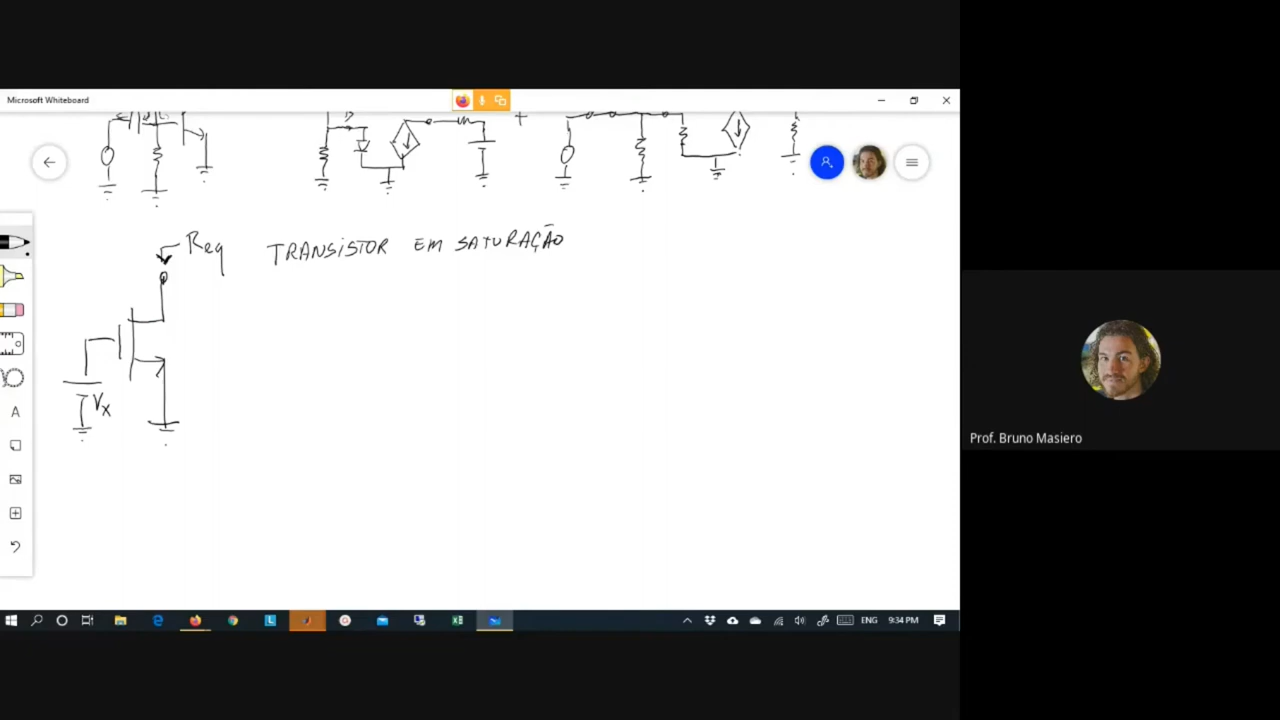 Microsoft Whiteboard
Req TRANSISTOR EM SATURAÇÃO
Vx
A
Prof. Bruno Masiero
ENG 9:34 PM